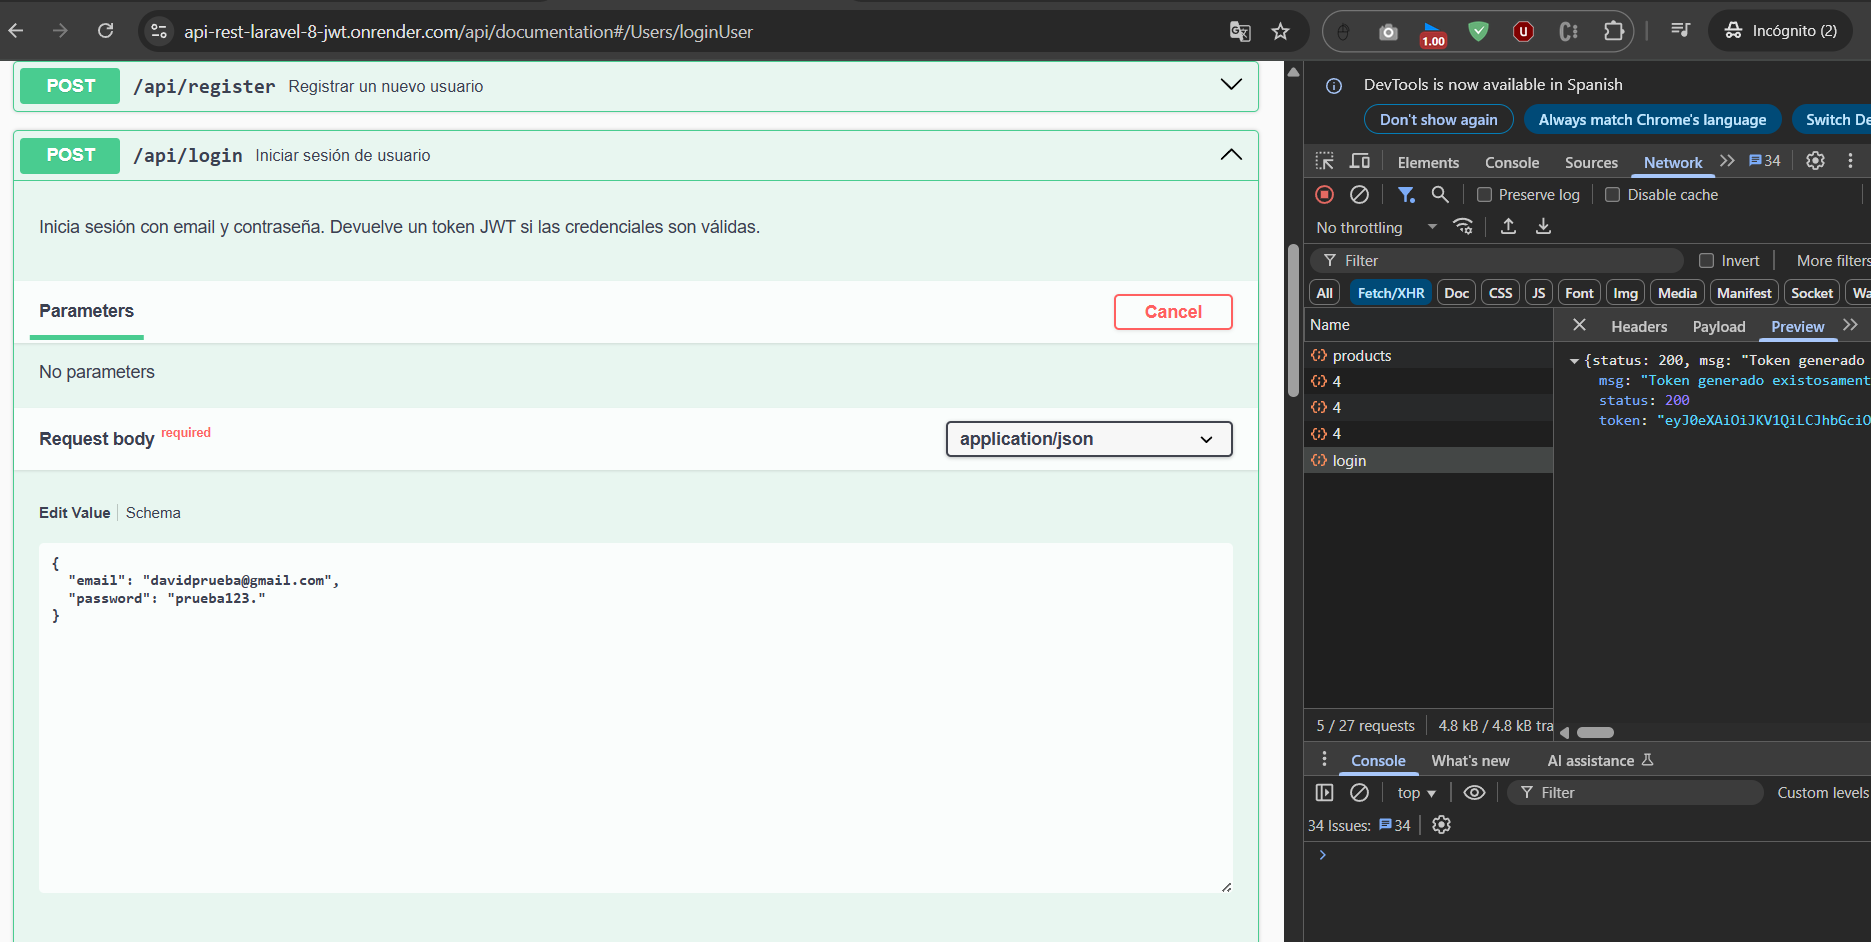 api-rest-laravel-8-jwt.onrender.com/api/documentation#/Users/loginUser
1.00
Incógnito (2)
POST /api/register Registrar un nuevo usuario
POST /api/login Iniciar sesión de usuario
Inicia sesión con email y contraseña. Devuelve un token JWT si las credenciales son válidas.
Parameters
Cancel
No parameters
Request body required
application/json
Edit Value Schema
{
"email": "davidprueba@gmail.com",
"password": "prueba123."
}
DevTools is now available in Spanish
Don't show again Always match Chrome's language Switch De
Elements Console Sources Network 34
Preserve log Disable cache
No throttling
Filter Invert More filters
All Fetch/XHR Doc CSS JS Font Img Media Manifest Socket Wa
Name
products
4
4
4
login
Headers Payload Preview
{status: 200, msg: "Token generado
msg: "Token generado existosament
status: 200
token: "eyJ0eXAiOiJKV1QiLCJhbGciO
5 / 27 requests 4.8 kB / 4.8 kB tra
Console What's new AI assistance
top Filter Custom levels
34 Issues: 34